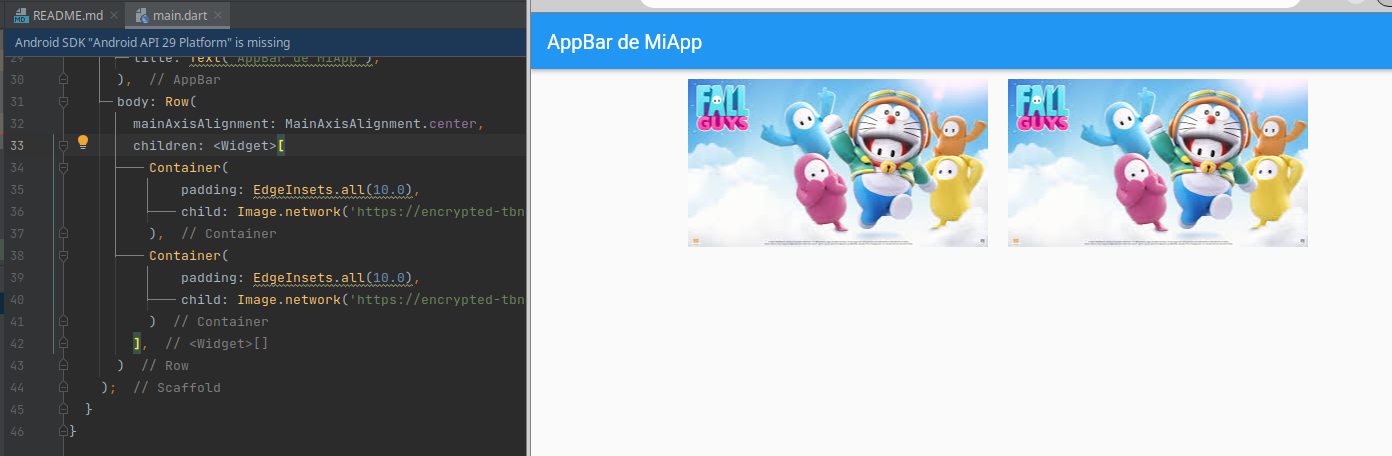 README.md
main.dart
Android SDK "Android API 29 Platform" is missing
29 title: Text('AppBar de MiApp'),
30 ), // AppBar
31 body: Row(
32 mainAxisAlignment: MainAxisAlignment.center,
33 children: <Widget>[
34 Container(
35 padding: EdgeInsets.all(10.0),
36 child: Image.network('https://encrypted-tbn
37 ), // Container
38 Container(
39 padding: EdgeInsets.all(10.0),
40 child: Image.network('https://encrypted-tbn
41 ) // Container
42 ], // <Widget>[]
43 ) // Row
44 ); // Scaffold
45 }
46 }
AppBar de MiApp
FALL
GUYS
FALL
GUYS